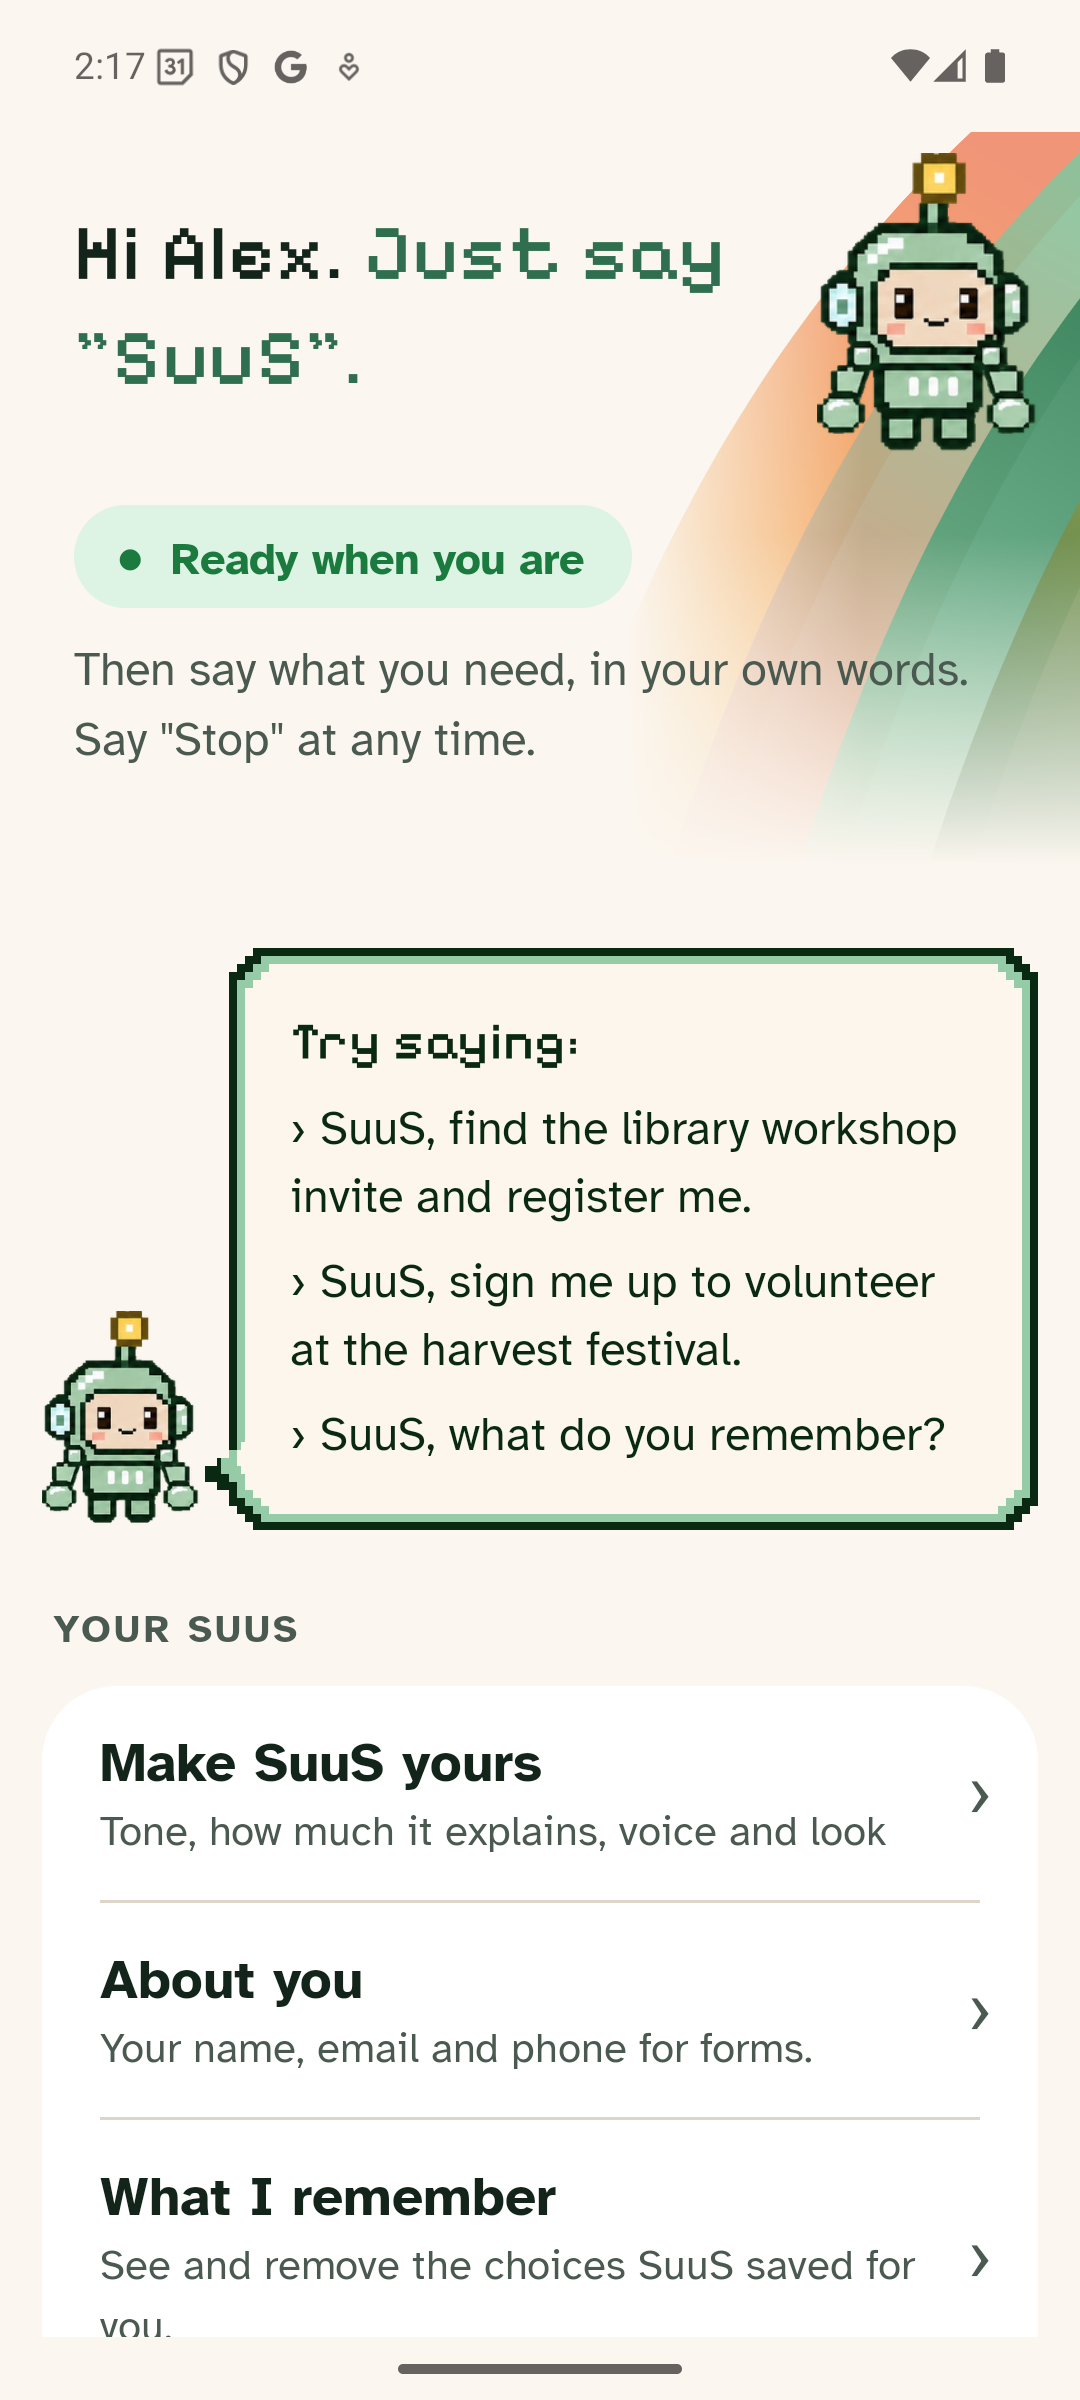 2:17
31
G
Hi Alex. Just say
"SuuS".
Ready when you are
Then say what you need, in your own words.
Say "Stop" at any time.
Try saying:
› SuuS, find the library workshop
invite and register me.
› SuuS, sign me up to volunteer
at the harvest festival.
› SuuS, what do you remember?
YOUR SUUS
Make SuuS yours
Tone, how much it explains, voice and look
About you
Your name, email and phone for forms.
What I remember
See and remove the choices SuuS saved for
you.